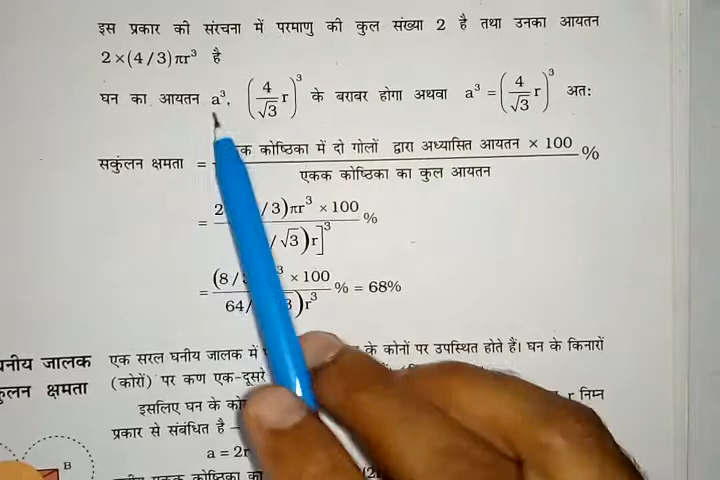 इस प्रकार की संरचना में परमाणु की कुल संख्या 2 है तथा उनका आयतन
2×(4/3)πr³ है
घन का आयतन a³, (4/√3 r)³ के बराबर होगा अथवा a³ = (4/√3 r)³ अतः
सकुंलन क्षमता = कोष्ठिका में दो गोलों द्वारा अध्यासित आयतन × 100 / एकक कोष्ठिका का कुल आयतन %
= 2 /3)πr³ × 100 / /√3)r]³ %
= (8/ ³ × 100 / 64/ 3)r³ % = 68%
नीय जालक
कुलन क्षमता
एक सरल घनीय जालक में के कोनों पर उपस्थित होते हैं। घन के किनारों
(कोरों) पर कण एक-दूसरे
इसलिए घन के r निम्न
प्रकार से संबंधित है –
a = 2r
B
एकक कोष्ठिका का (2